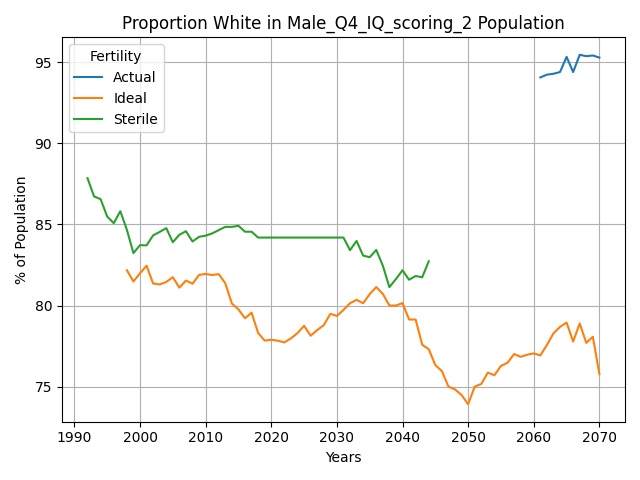 Proportion White in Male_Q4_IQ_scoring_2 Population
Fertility
Actual
Ideal
Sterile
% of Population
95
90
85
80
75
1990
2000
2010
2020
2030
2040
2050
2060
2070
Years